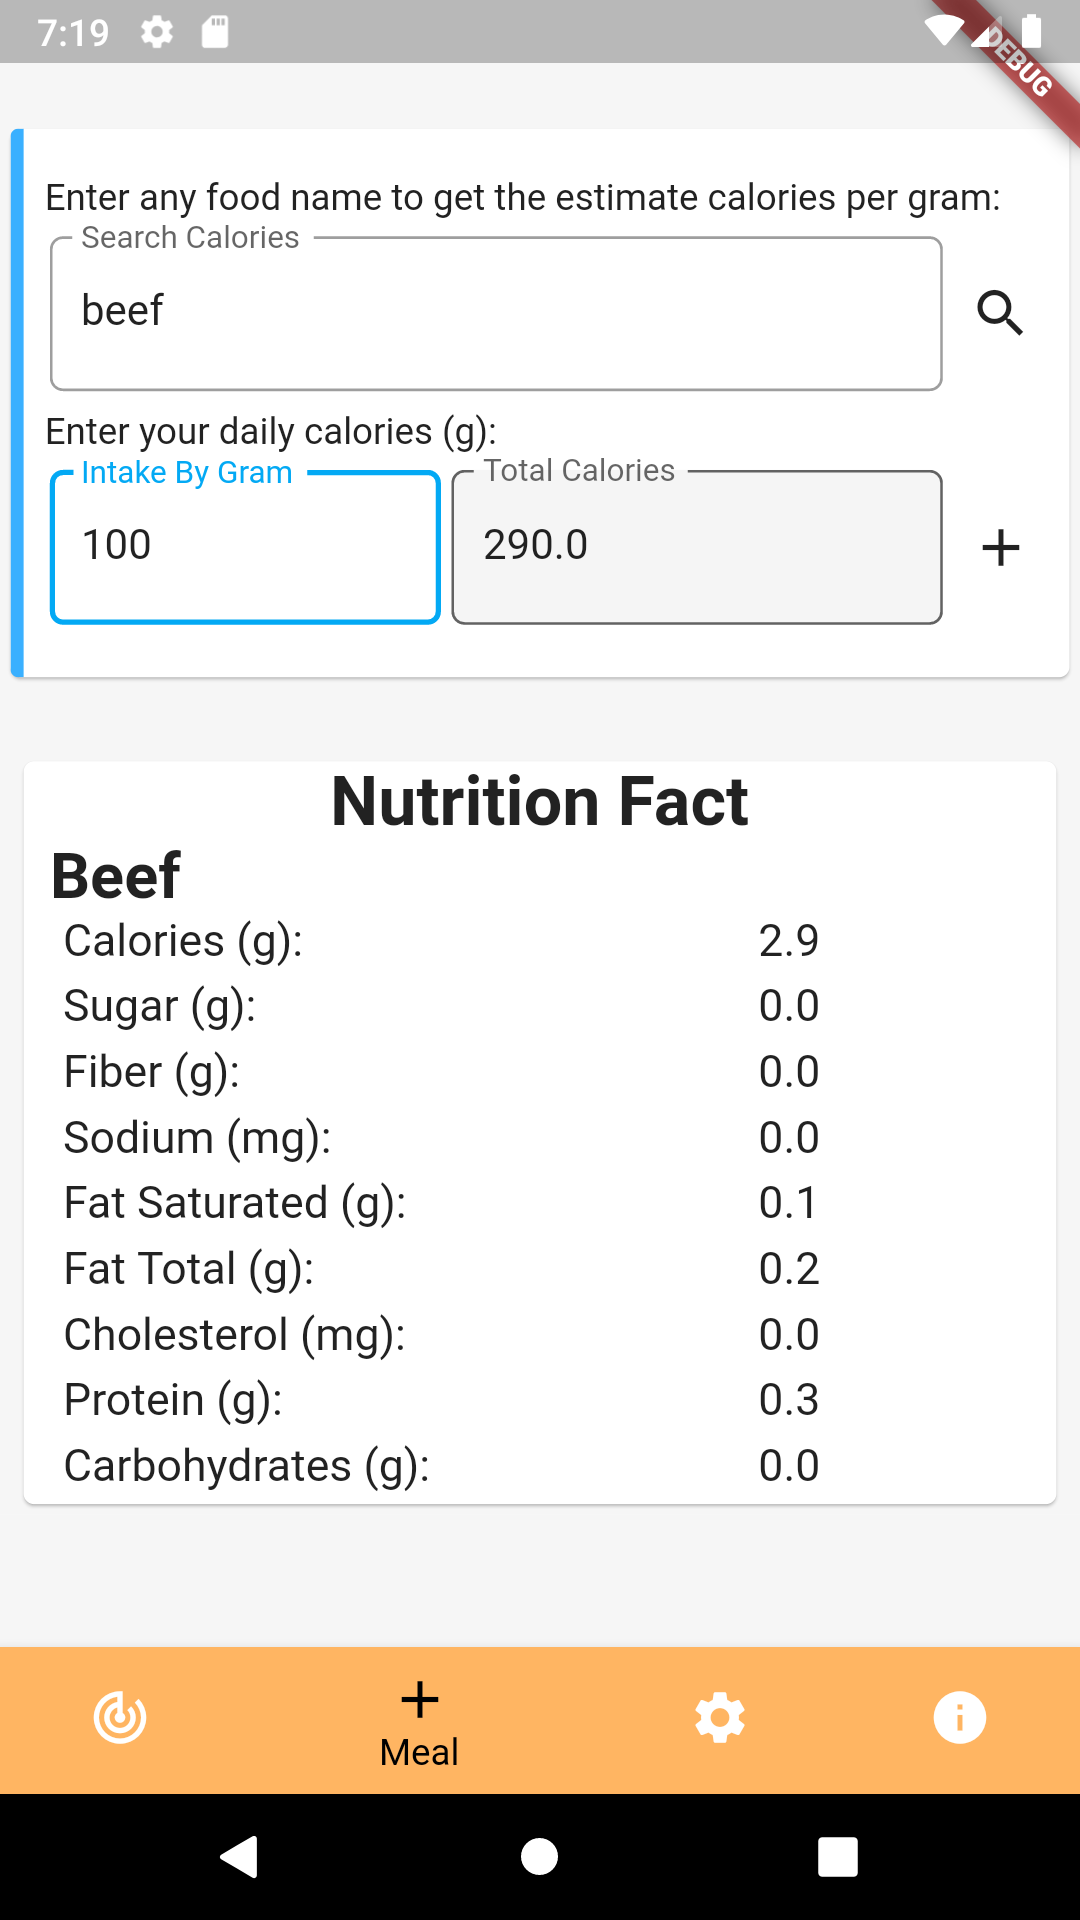 7:19
DEBUG
Enter any food name to get the estimate calories per gram:
Search Calories
beef
Enter your daily calories (g):
Intake By Gram Total Calories
100 290.0
Nutrition Fact
Beef
Calories (g): 2.9
Sugar (g): 0.0
Fiber (g): 0.0
Sodium (mg): 0.0
Fat Saturated (g): 0.1
Fat Total (g): 0.2
Cholesterol (mg): 0.0
Protein (g): 0.3
Carbohydrates (g): 0.0
Meal